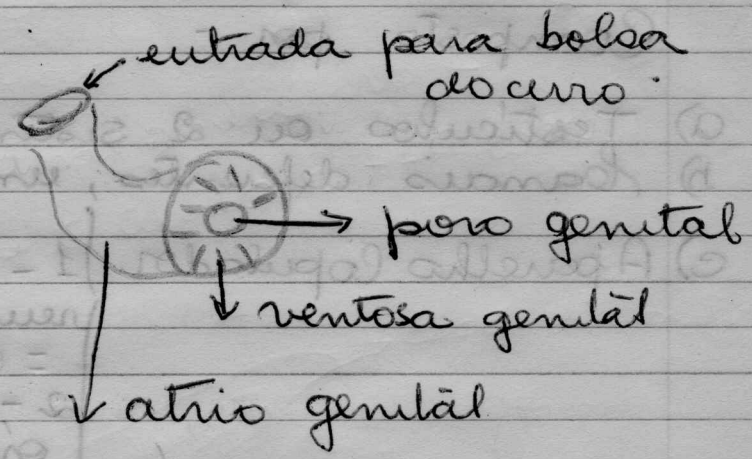 entrada para bolsa
do cirro
poro genital
ventosa genital
atrio genital